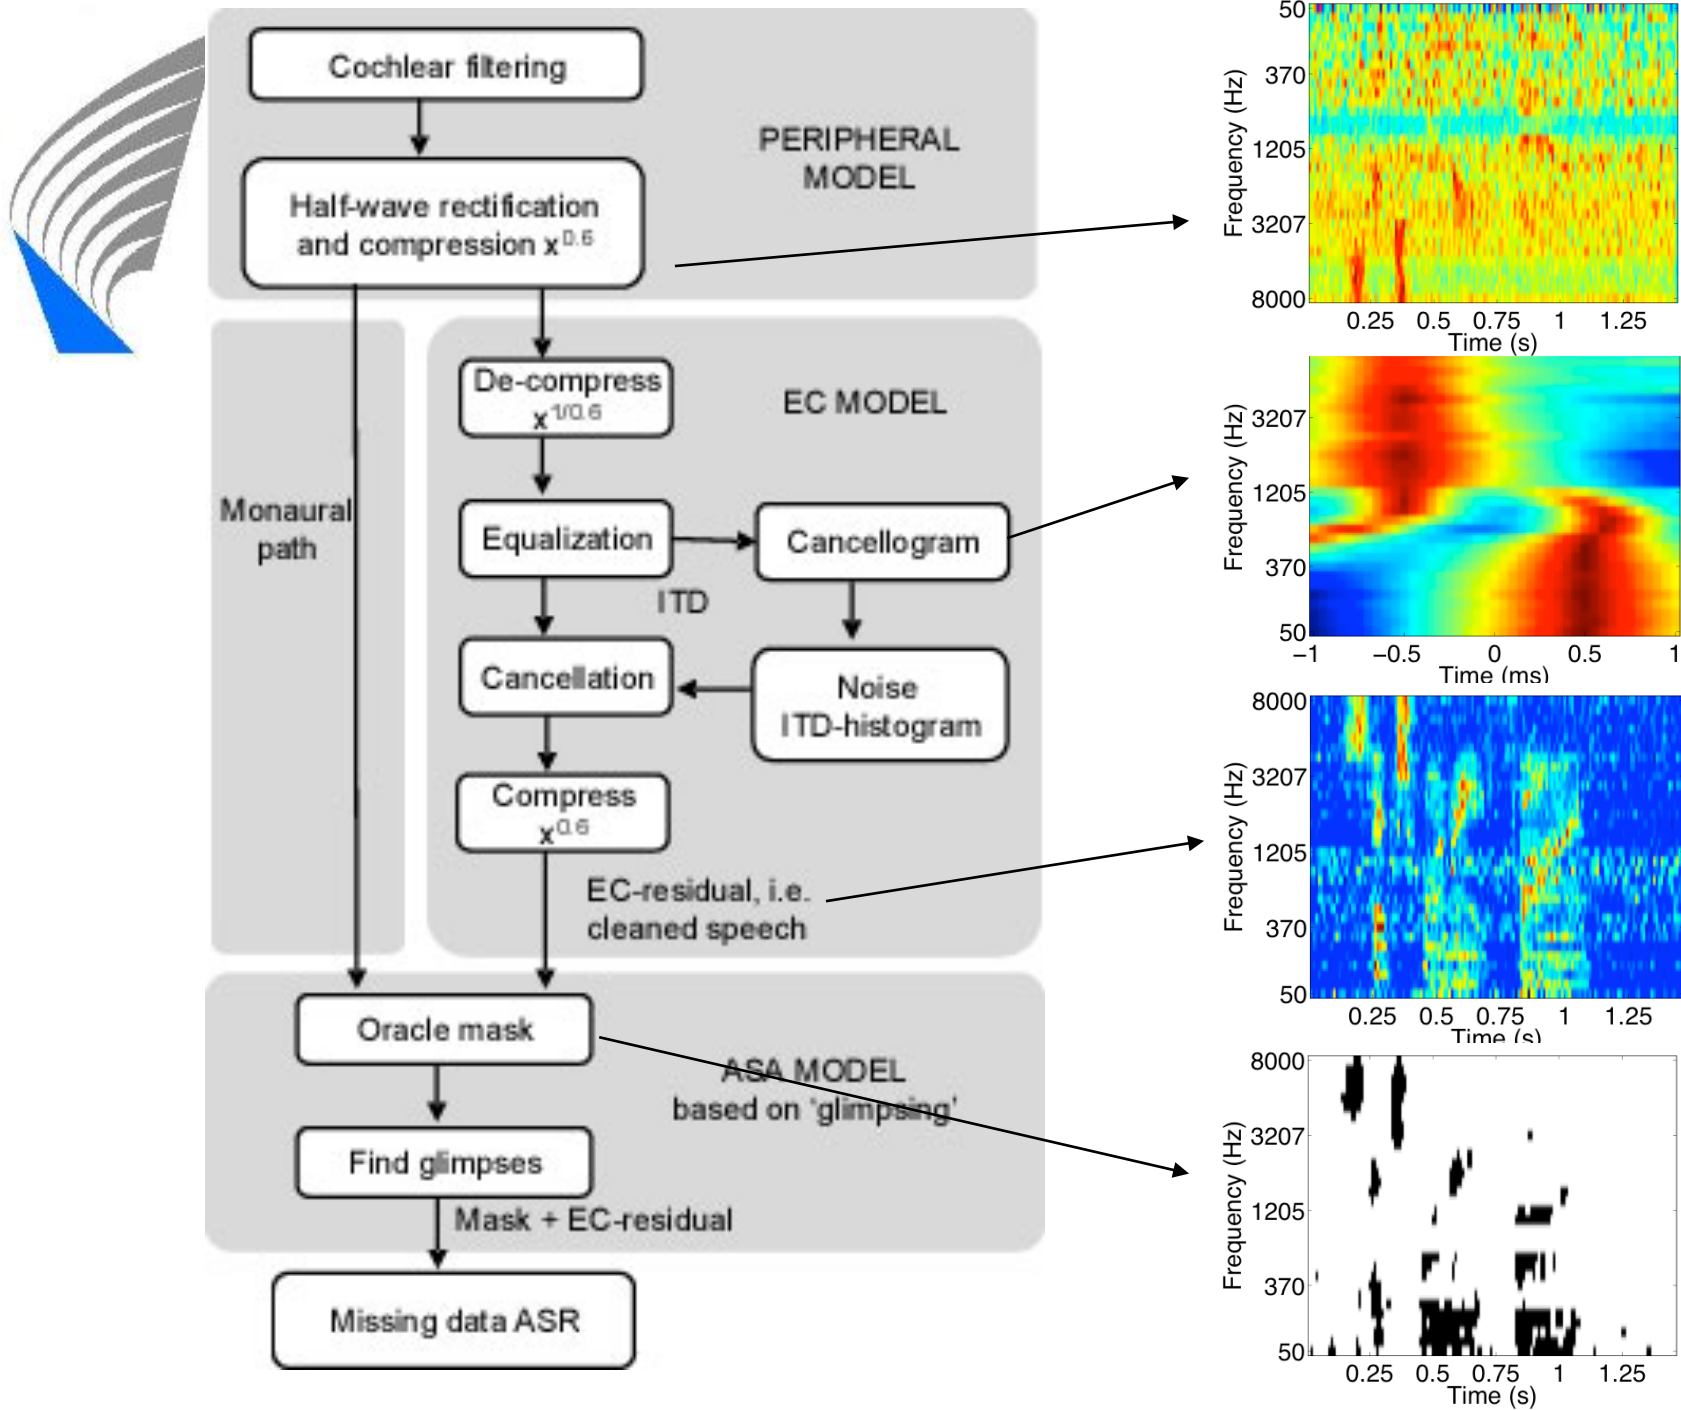 Cochlear filtering
PERIPHERAL
MODEL
Half-wave rectification
and compression x^0.6
De-compress
x^1/0.6
EC MODEL
Monaural
path
Equalization
Cancellogram
ITD
Cancellation
Noise
ITD-histogram
Compress
x^0.6
EC-residual, i.e.
cleaned speech
Oracle mask
ASA MODEL
based on ‘glimpsing’
Find glimpses
Mask + EC-residual
Missing data ASR
Frequency (Hz)
50
370
1205
3207
8000
0.25 0.5 0.75 1 1.25
Time (s)
Frequency (Hz)
3207
1205
370
50
−1 −0.5 0 0.5 1
Time (ms)
Frequency (Hz)
8000
3207
1205
370
50
0.25 0.5 0.75 1 1.25
Time (s)
Frequency (Hz)
8000
3207
1205
370
50
0.25 0.5 0.75 1 1.25
Time (s)